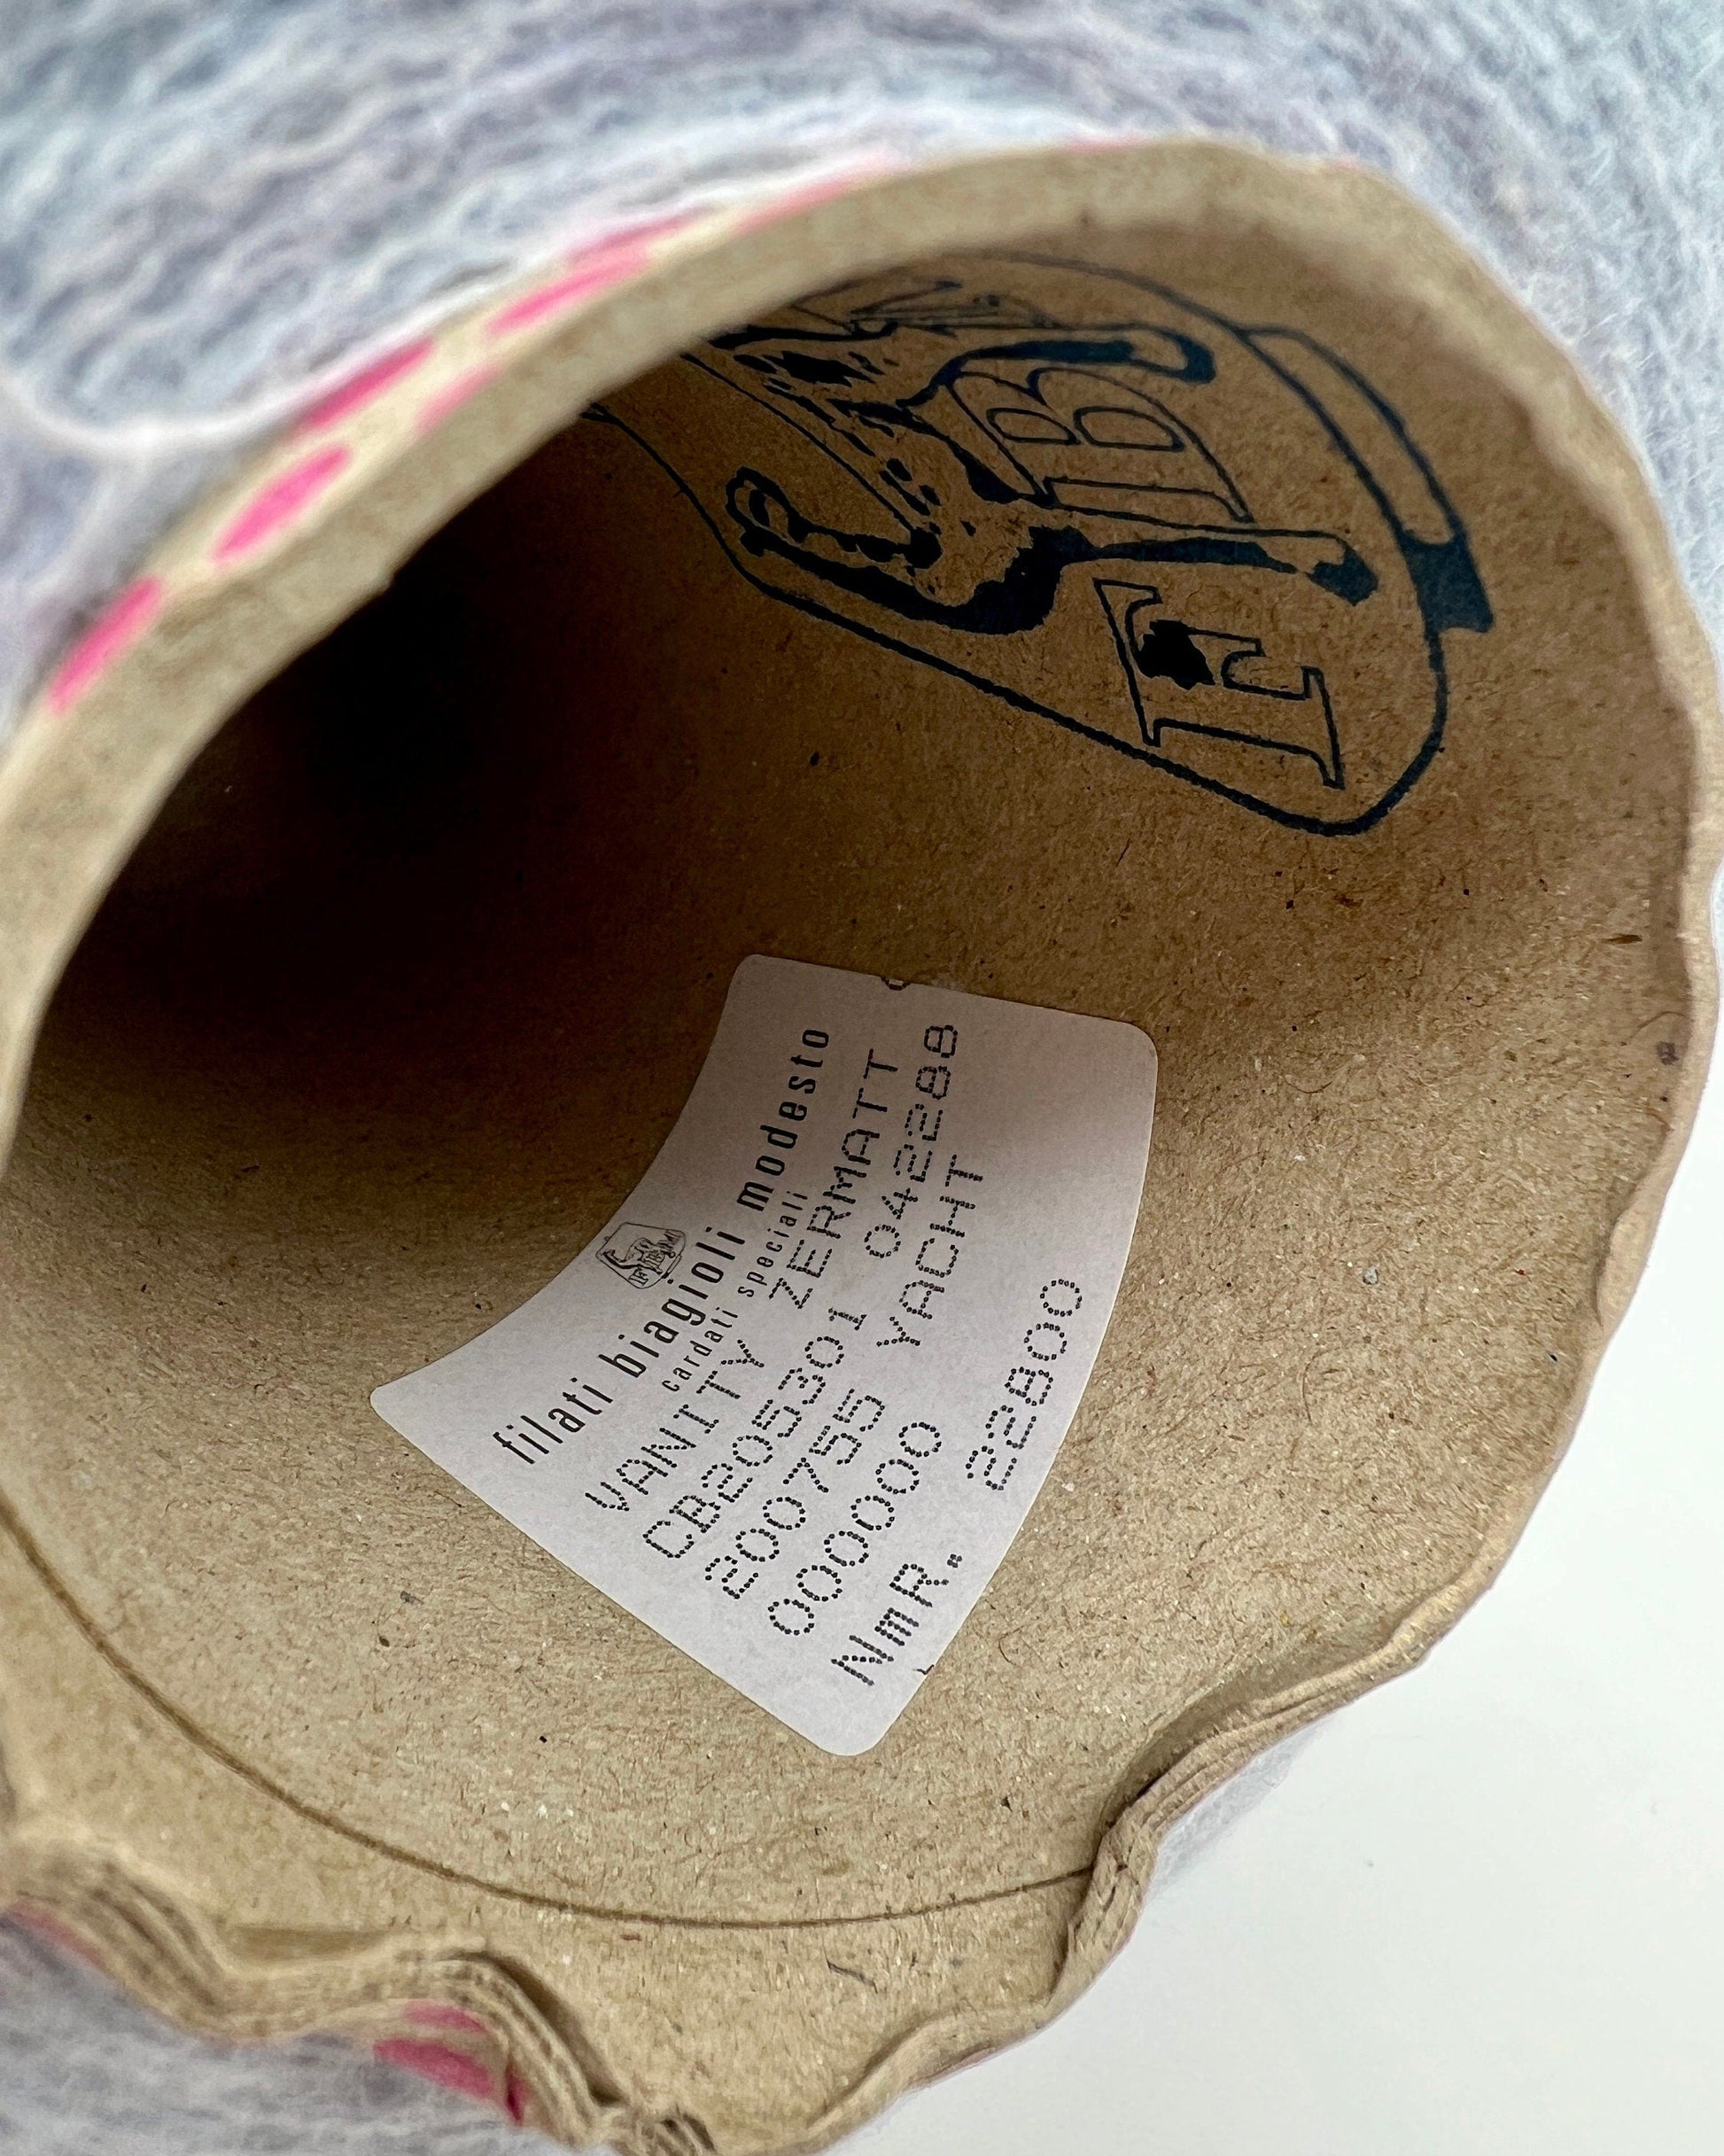 F B
filati biagioli modesto
cardati speciali
VANITY ZERMATT
CB205301 042288
200755 YACHT
000000
NmR. 22800